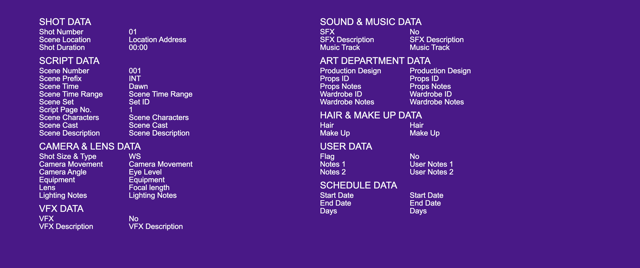 SHOT DATA
Shot Number 01
Scene Location Location Address
Shot Duration 00:00
SCRIPT DATA
Scene Number 001
Scene Prefix INT
Scene Time Dawn
Scene Time Range Scene Time Range
Scene Set Set ID
Script Page No. 1
Scene Characters Scene Characters
Scene Cast Scene Cast
Scene Description Scene Description
CAMERA & LENS DATA
Shot Size & Type WS
Camera Movement Camera Movement
Camera Angle Eye Level
Equipment Equipment
Lens Focal length
Lighting Notes Lighting Notes
VFX DATA
VFX No
VFX Description VFX Description
SOUND & MUSIC DATA
SFX No
SFX Description SFX Description
Music Track Music Track
ART DEPARTMENT DATA
Production Design Production Design
Props ID Props ID
Props Notes Props Notes
Wardrobe ID Wardrobe ID
Wardrobe Notes Wardrobe Notes
HAIR & MAKE UP DATA
Hair Hair
Make Up Make Up
USER DATA
Flag No
Notes 1 User Notes 1
Notes 2 User Notes 2
SCHEDULE DATA
Start Date Start Date
End Date End Date
Days Days